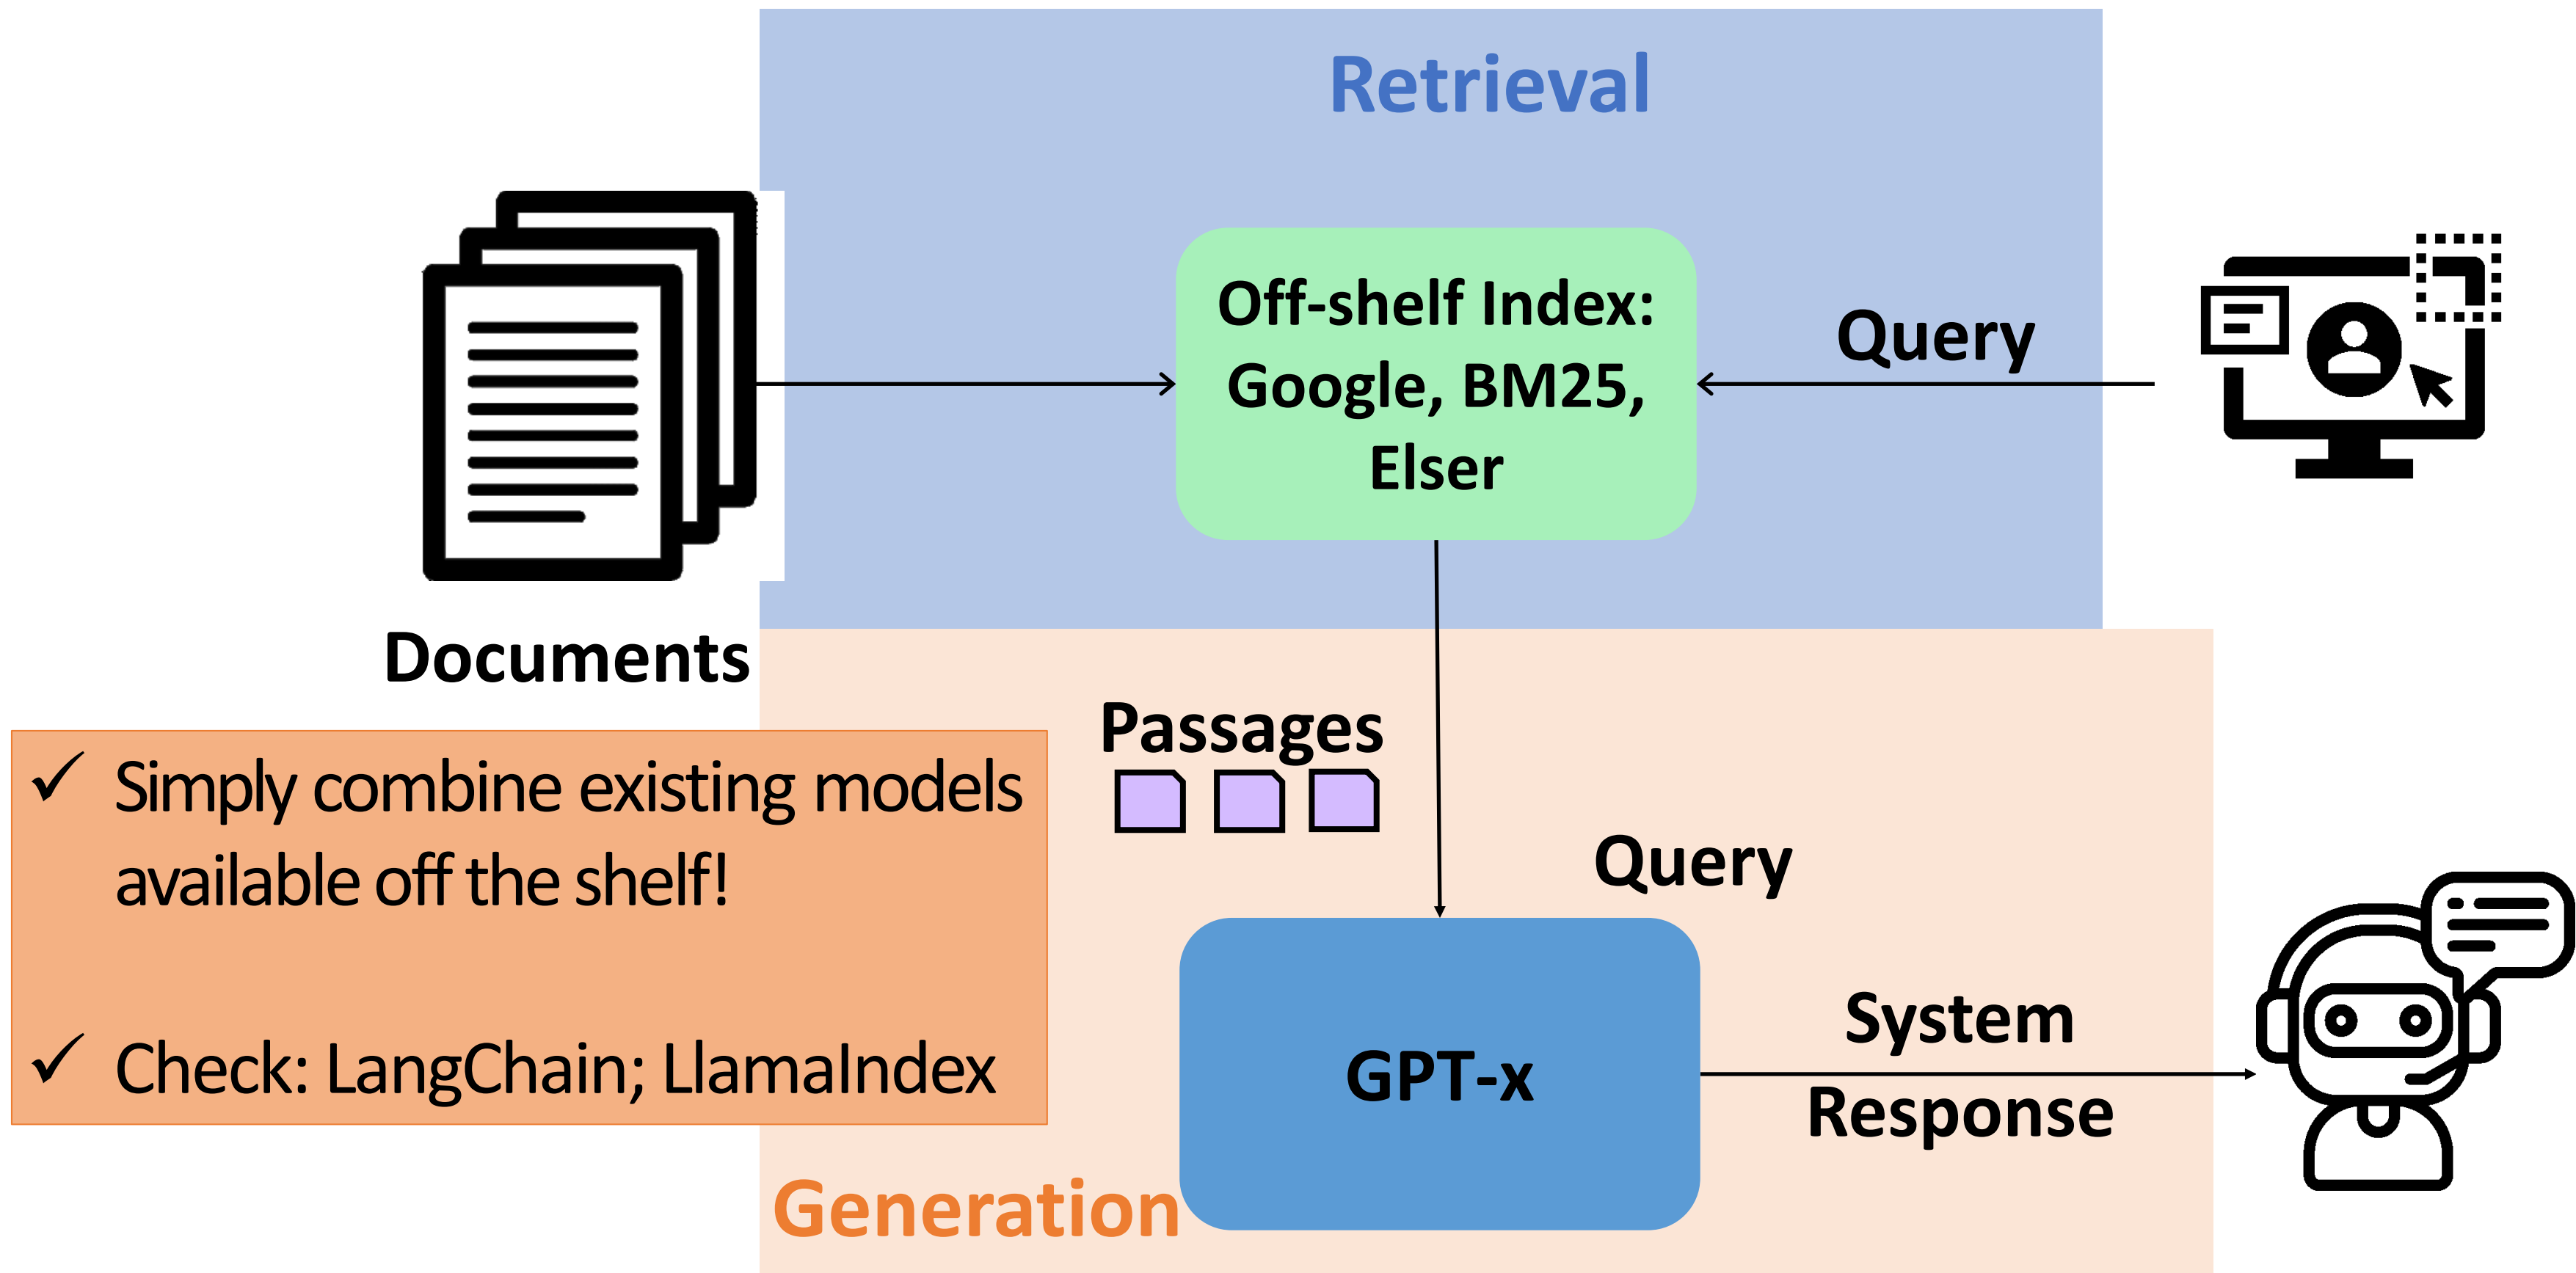 Retrieval
Off-shelf Index:
Google, BM25,
Elser
Query
Documents
Passages
✓ Simply combine existing models
available off the shelf!
✓ Check: LangChain; LlamaIndex
Query
GPT-x
System
Response
Generation